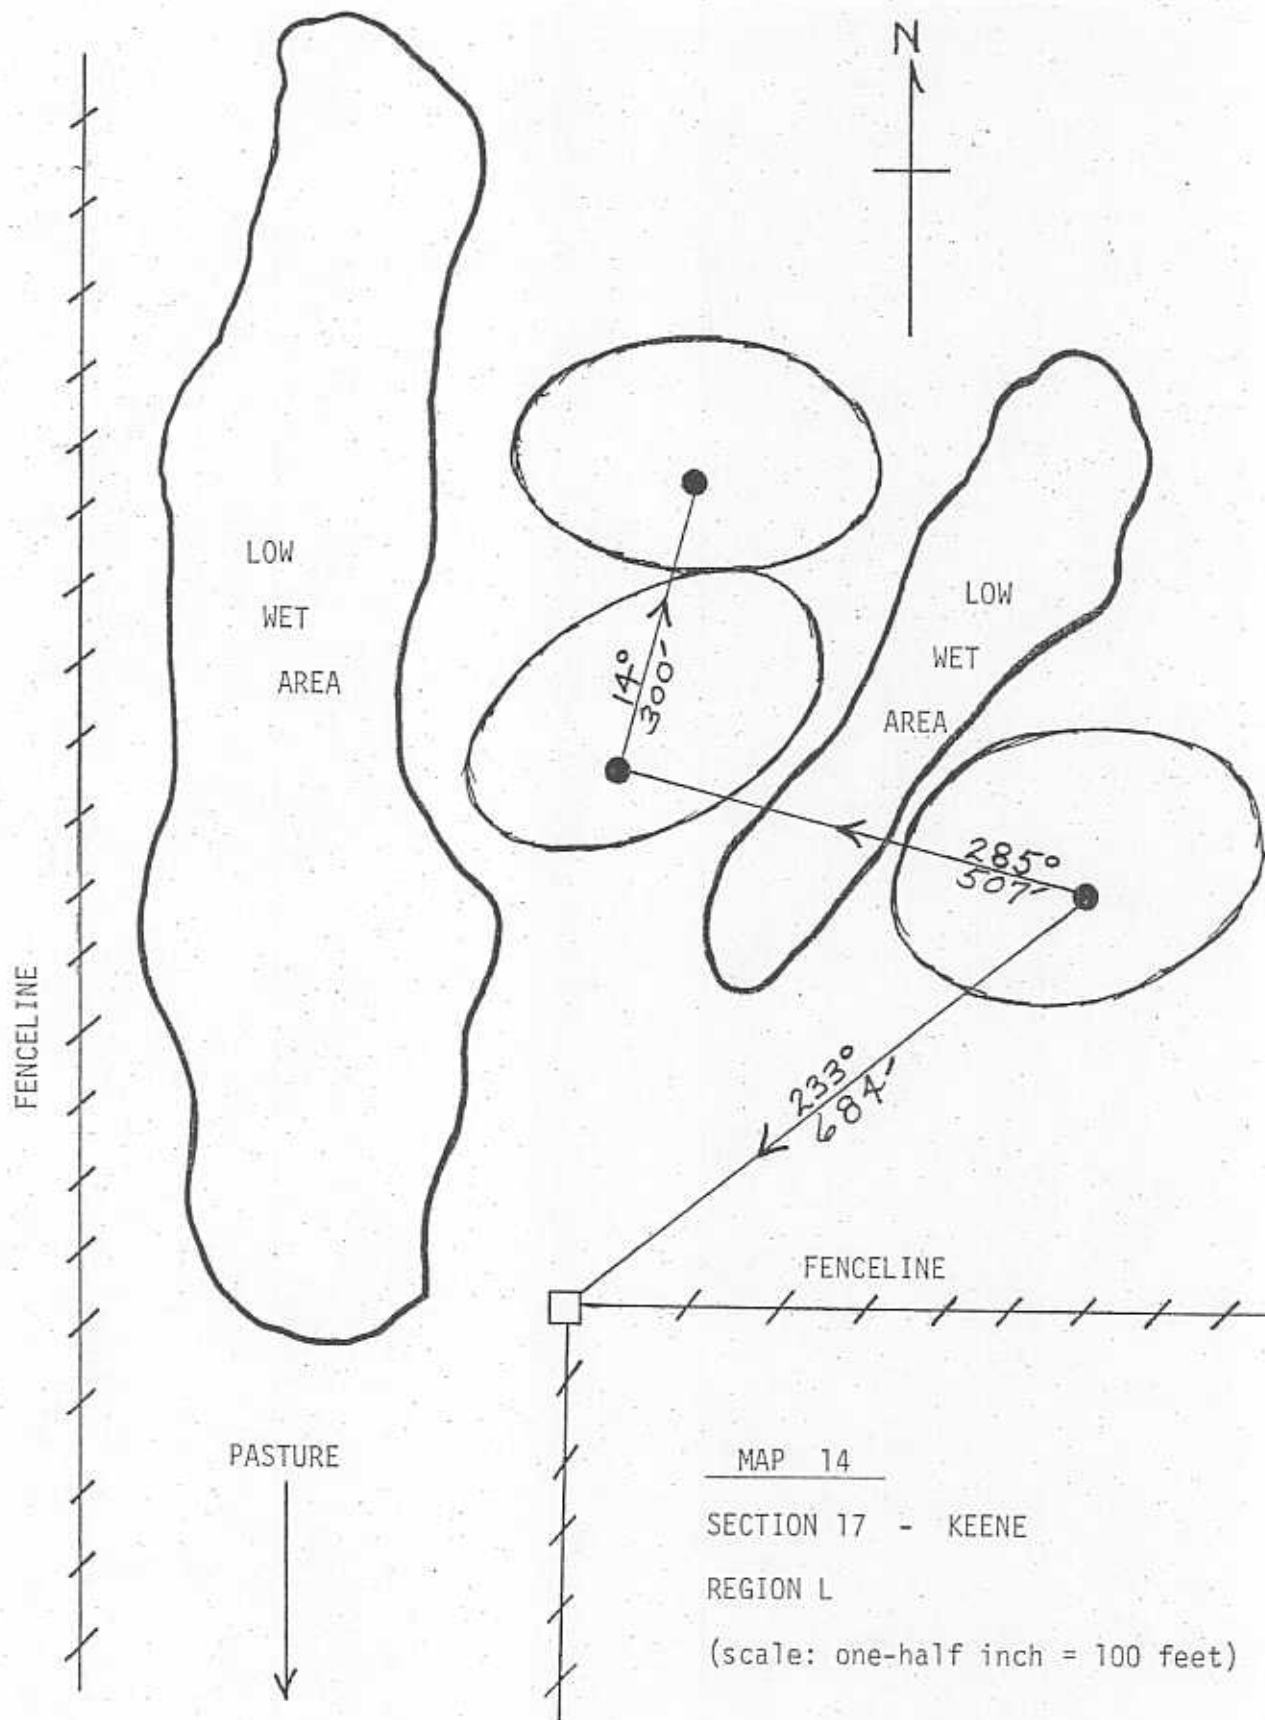 N
LOW
WET
AREA
LOW
WET
AREA
14°
300'
285°
507'
233°
684'
FENCELINE
FENCELINE
PASTURE
MAP 14
SECTION 17 - KEENE
REGION L
(scale: one-half inch = 100 feet)